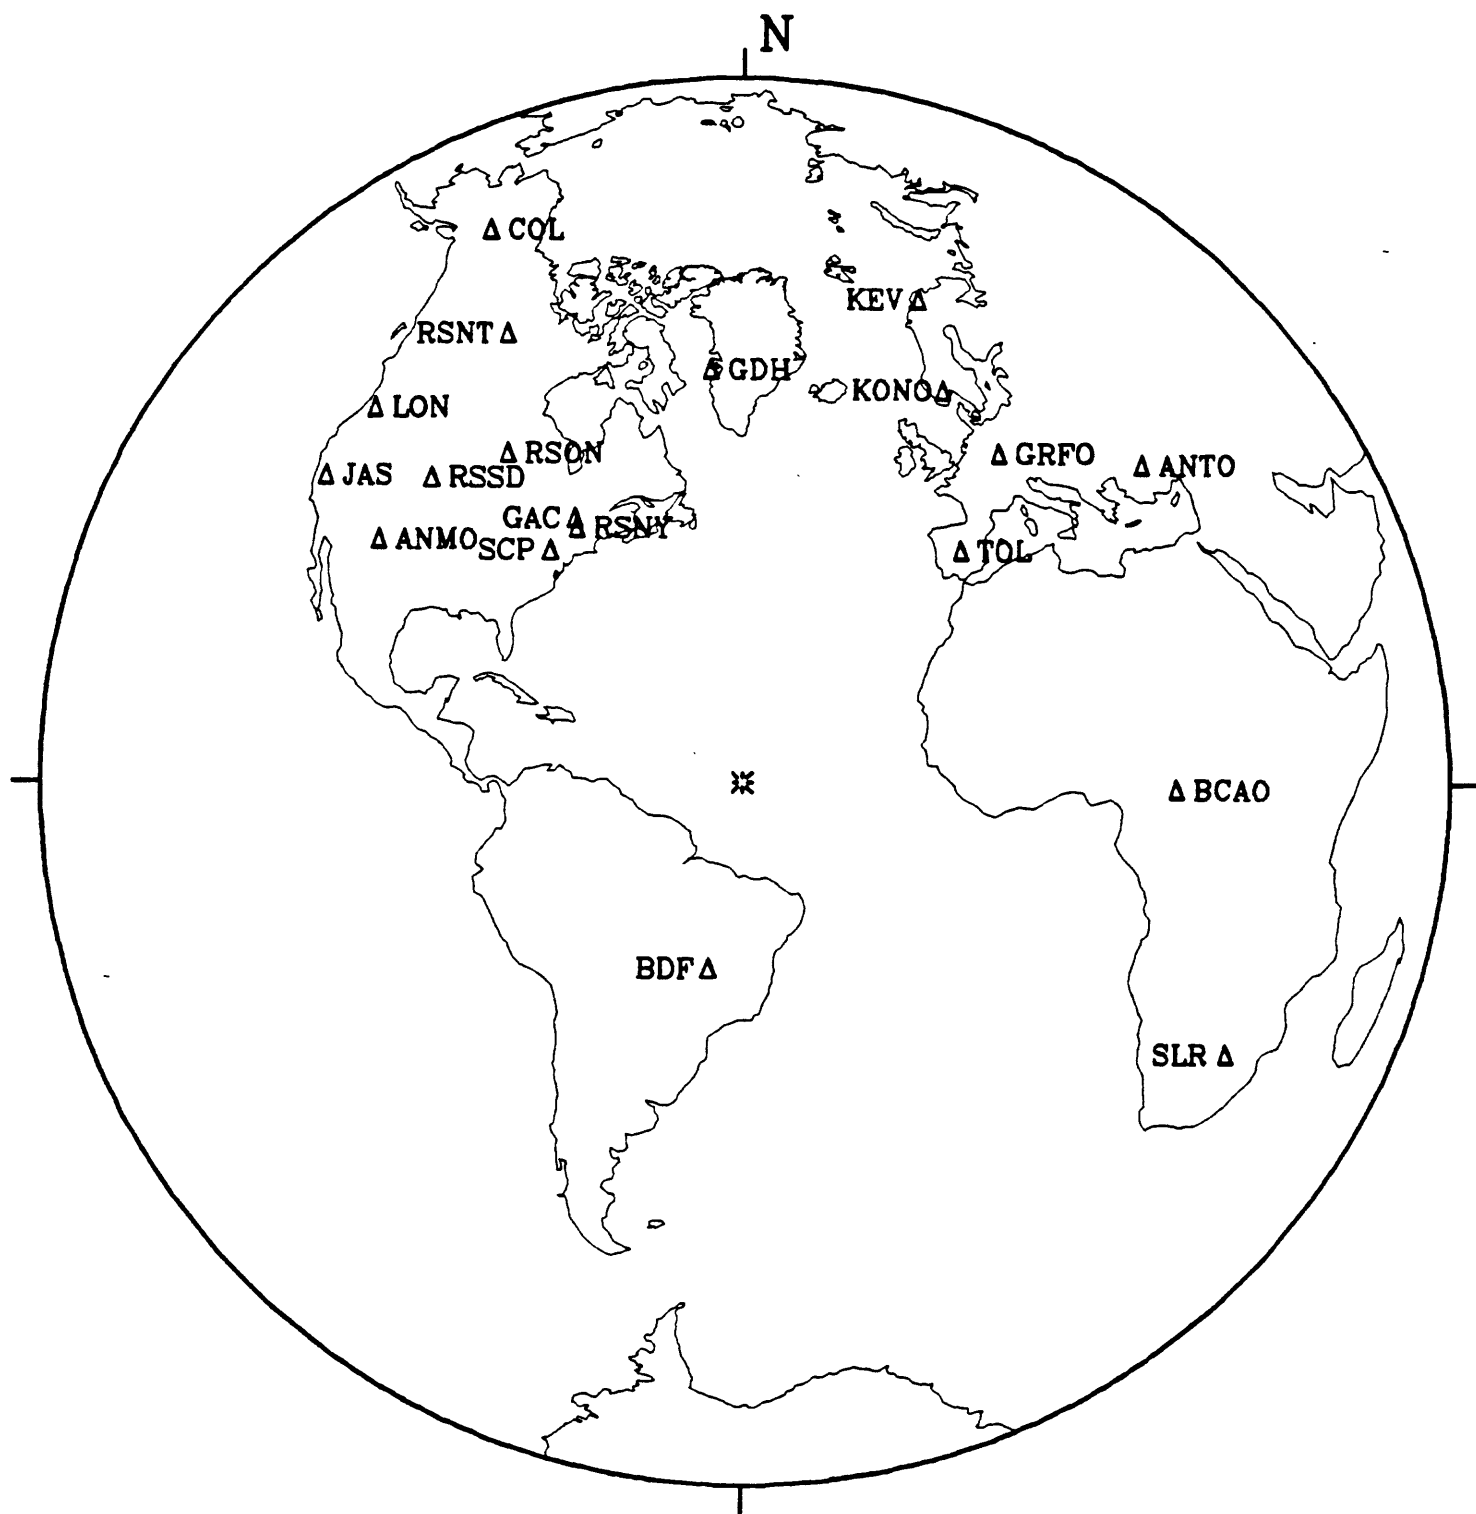 N
COL
KEV
RSNT
GDH
KONO
LON
RSON
GRFO
ANTO
JAS
RSSD
GAC
RSNY
ANMO
SCP
TOL
BCAO
BDF
SLR